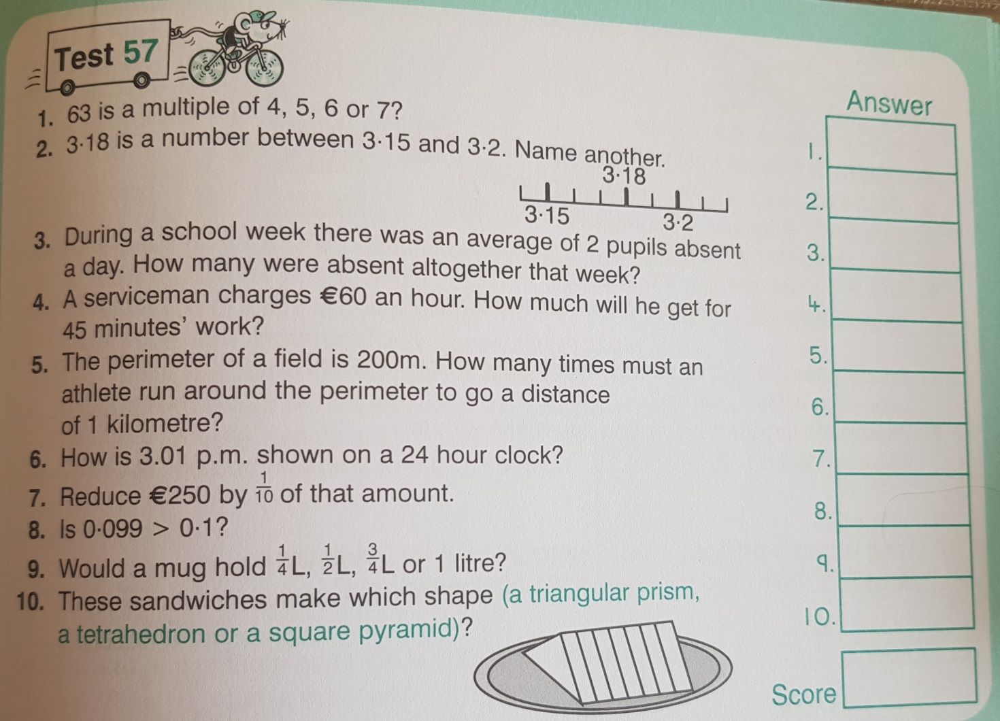 Test 57
Answer
1. 63 is a multiple of 4, 5, 6 or 7?
2. 3·18 is a number between 3·15 and 3·2. Name another.
3·18
3·15 3·2
3. During a school week there was an average of 2 pupils absent
a day. How many were absent altogether that week?
4. A serviceman charges €60 an hour. How much will he get for
45 minutes' work?
5. The perimeter of a field is 200m. How many times must an
athlete run around the perimeter to go a distance
of 1 kilometre?
6. How is 3.01 p.m. shown on a 24 hour clock?
7. Reduce €250 by 1/10 of that amount.
8. Is 0·099 > 0·1?
9. Would a mug hold 1/4L, 1/2L, 3/4L or 1 litre?
10. These sandwiches make which shape (a triangular prism,
a tetrahedron or a square pyramid)?
1.
2.
3.
4.
5.
6.
7.
8.
9.
10.
Score